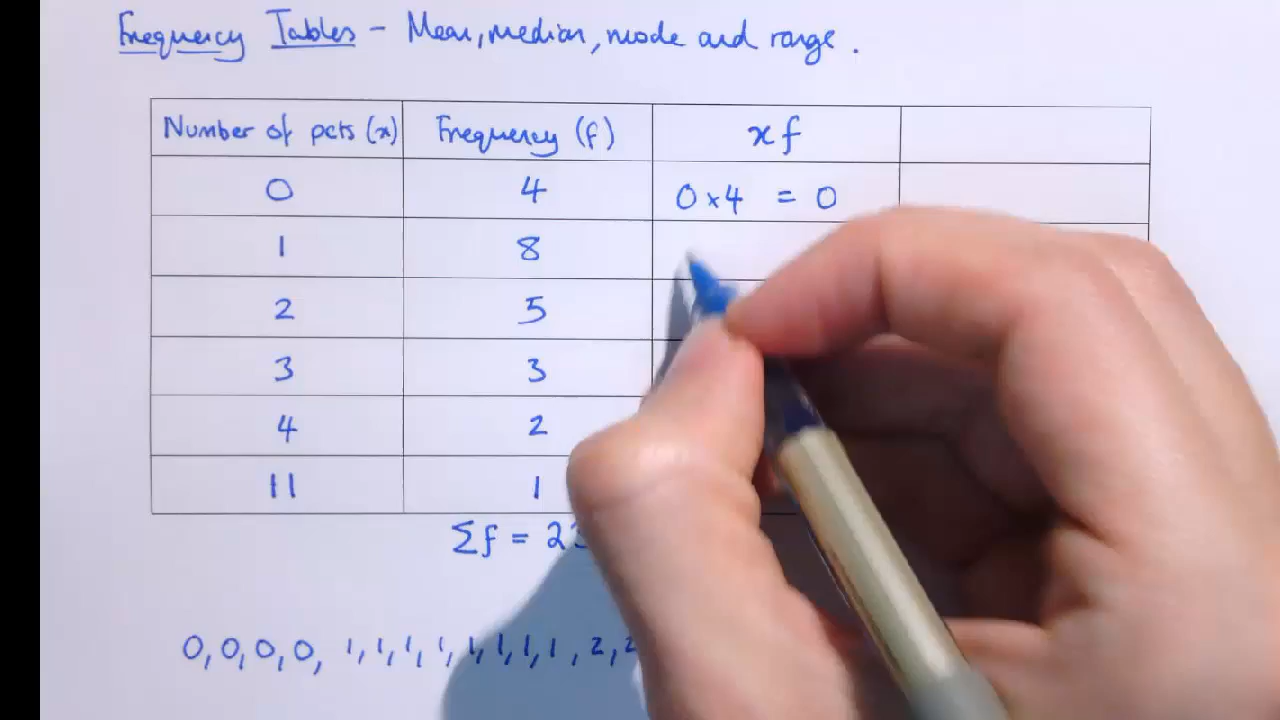 Frequency Tables - Mean, median, mode and range.
Number of pets (x) Frequency (f) xf
0 4 0 × 4 = 0
1 8
2 5
3 3
4 2
11 1
Σf = 23
0, 0, 0, 0, 1, 1, 1, 1, 1, 1, 1, 1, 2, 2